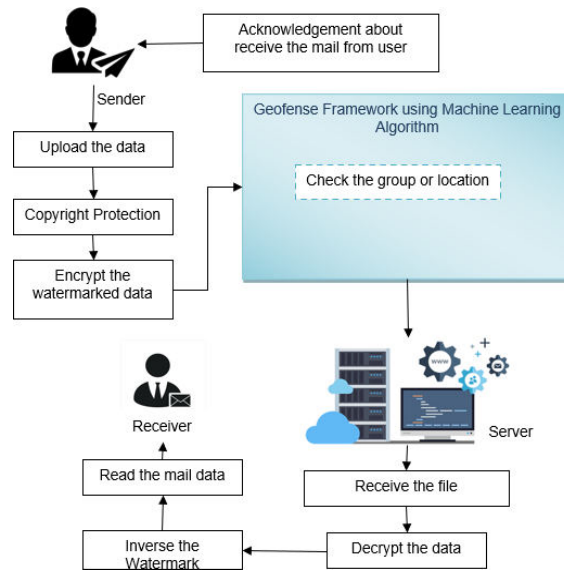 Acknowledgement about
receive the mail from user
Sender
Geofense Framework using Machine Learning
Algorithm
Upload the data
Check the group or location
Copyright Protection
Encrypt the
watermarked data
www
Receiver
Server
Read the mail data
Receive the file
Inverse the
Watermark
Decrypt the data